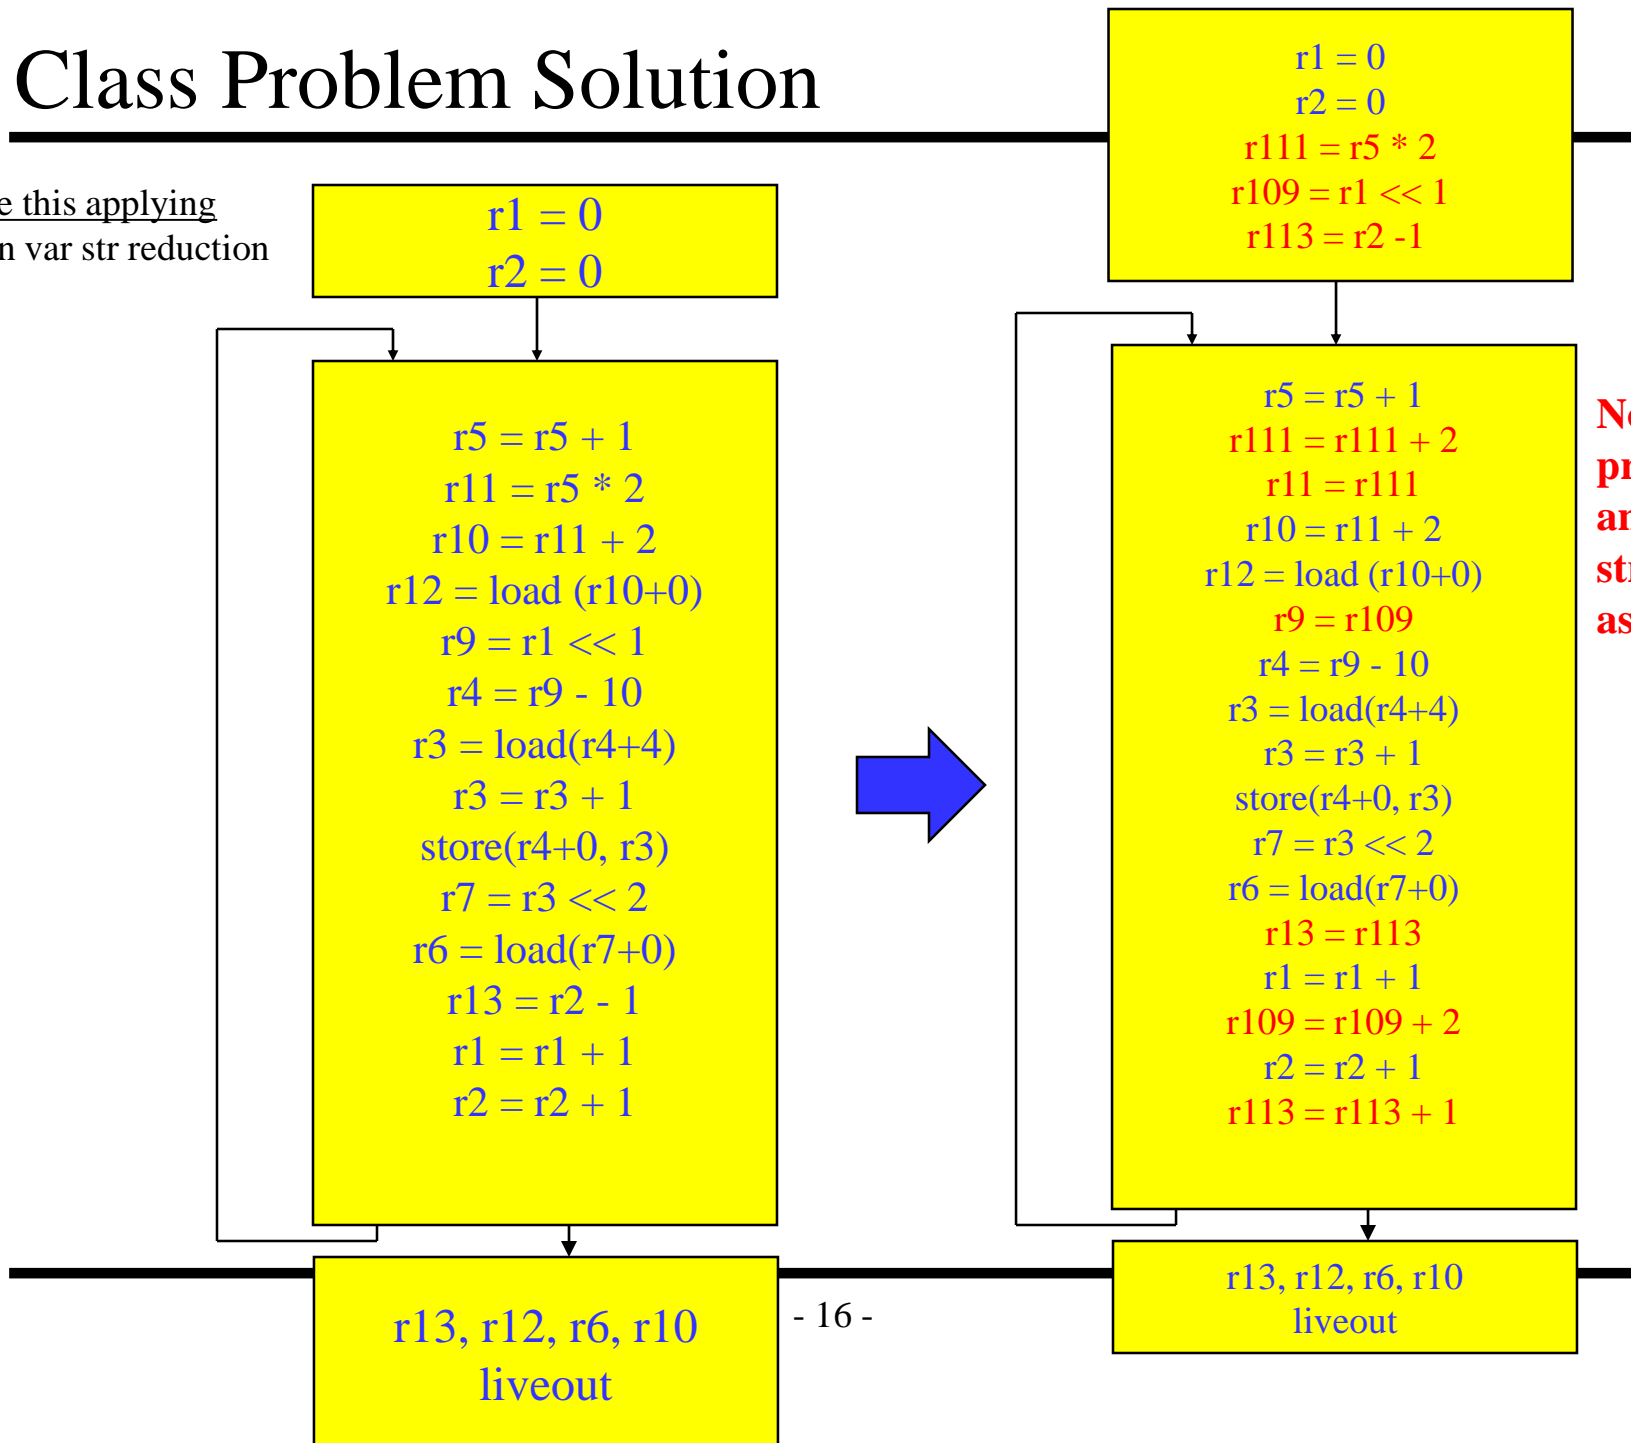 Class Problem Solution
this applying
var str reduction
r1 = 0
r2 = 0
r5 = r5 + 1
r11 = r5 * 2
r10 = r11 + 2
r12 = load (r10+0)
r9 = r1 << 1
r4 = r9 - 10
r3 = load(r4+4)
r3 = r3 + 1
store(r4+0, r3)
r7 = r3 << 2
r6 = load(r7+0)
r13 = r2 - 1
r1 = r1 + 1
r2 = r2 + 1
r13, r12, r6, r10
liveout
r1 = 0
r2 = 0
r111 = r5 * 2
r109 = r1 << 1
r113 = r2 -1
r5 = r5 + 1
r111 = r111 + 2
r11 = r111
r10 = r11 + 2
r12 = load (r10+0)
r9 = r109
r4 = r9 - 10
r3 = load(r4+4)
r3 = r3 + 1
store(r4+0, r3)
r7 = r3 << 2
r6 = load(r7+0)
r13 = r113
r1 = r1 + 1
r109 = r109 + 2
r2 = r2 + 1
r113 = r113 + 1
r13, r12, r6, r10
liveout
- 16 -